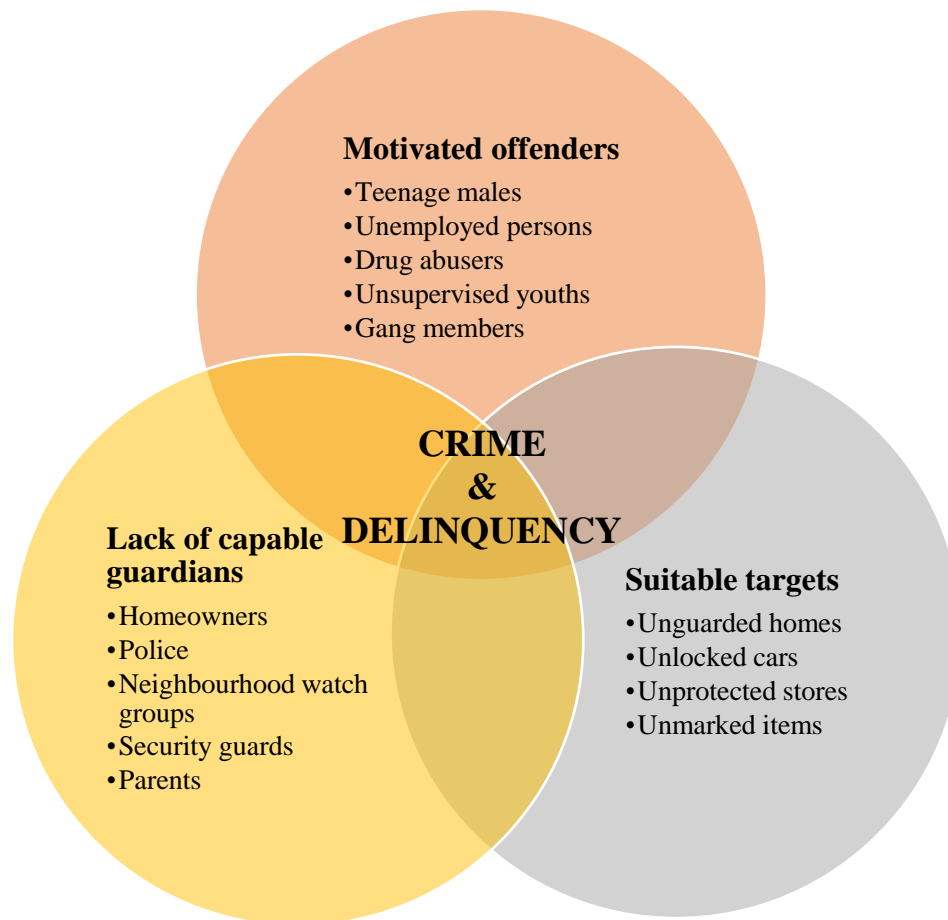 Motivated offenders
•Teenage males
•Unemployed persons
•Drug abusers
•Unsupervised youths
•Gang members
CRIME
&
DELINQUENCY
Lack of capable
guardians
•Homeowners
•Police
•Neighbourhood watch
groups
•Security guards
•Parents
Suitable targets
•Unguarded homes
•Unlocked cars
•Unprotected stores
•Unmarked items